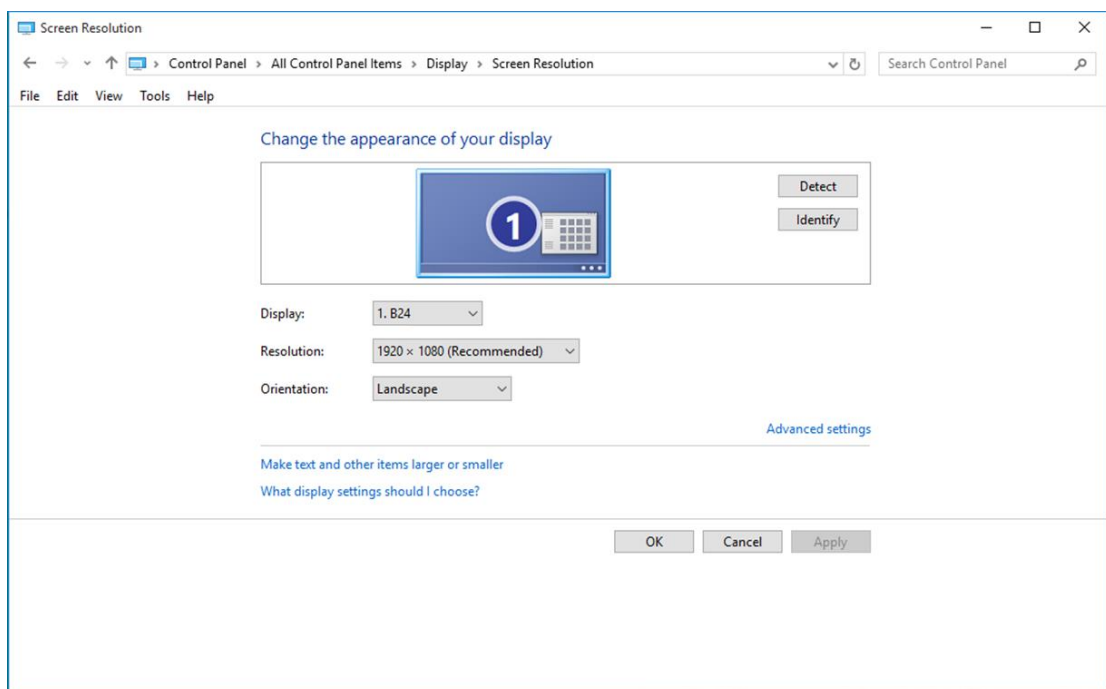 Screen Resolution
Control Panel > All Control Panel Items > Display > Screen Resolution
Search Control Panel
File Edit View Tools Help
Change the appearance of your display
1
Detect
Identify
Display: 1. B24
Resolution: 1920 × 1080 (Recommended)
Orientation: Landscape
Advanced settings
Make text and other items larger or smaller
What display settings should I choose?
OK Cancel Apply